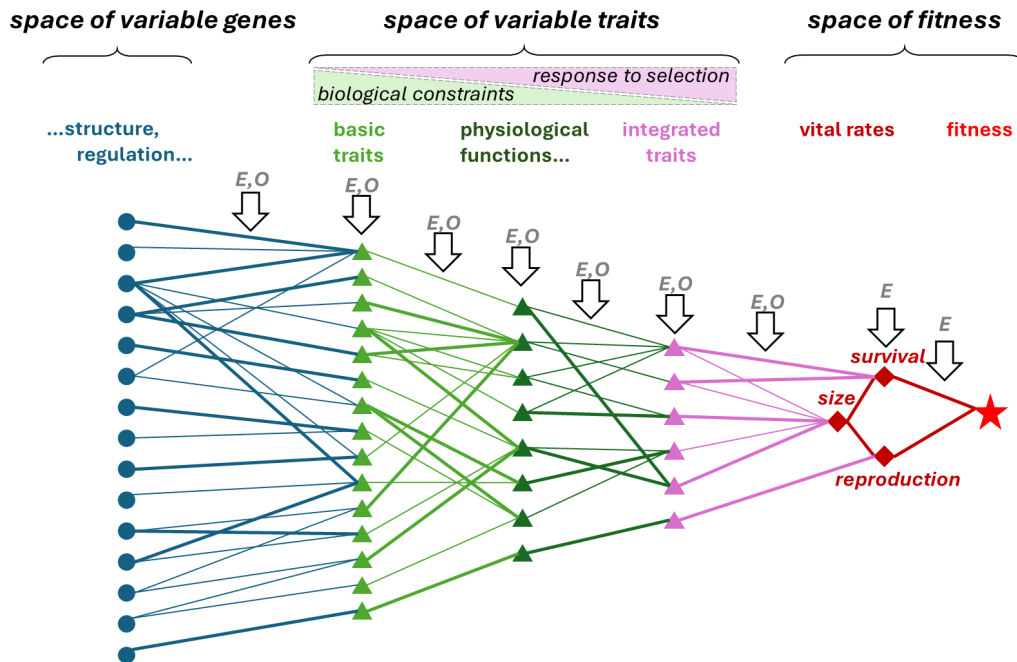 space of variable genes
space of variable traits
space of fitness
response to selection
biological constraints
...structure,
regulation...
basic
traits
physiological
functions...
integrated
traits
vital rates
fitness
E,O
E,O
E,O
E,O
E,O
E,O
E,O
E
E
survival
size
reproduction